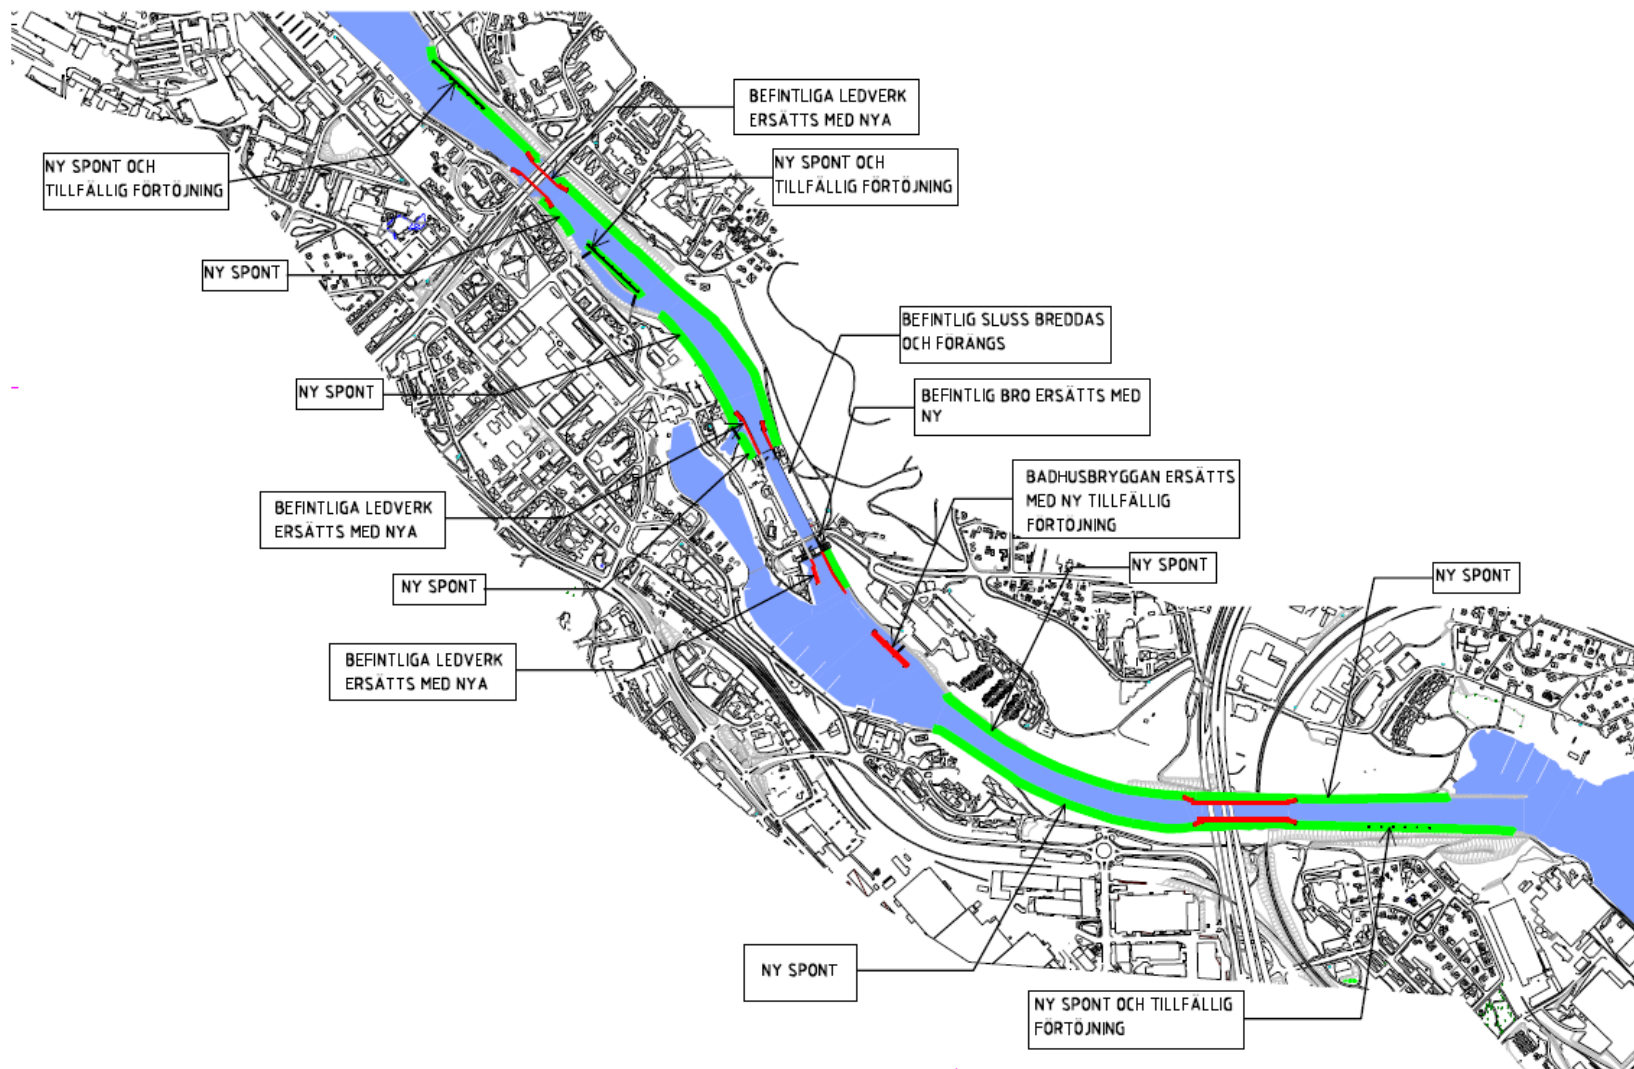 BEFINTLIGA LEDVERK
ERSÄTTS MED NYA
NY SPONT OCH
TILLFÄLLIG FÖRTÖJNING
NY SPONT OCH
TILLFÄLLIG FÖRTÖJNING
NY SPONT
BEFINTLIG SLUSS BREDDAS
OCH FÖRÄNGS
NY SPONT
BEFINTLIG BRO ERSÄTTS MED
NY
BADHUSBRYGGAN ERSÄTTS
MED NY TILLFÄLLIG
FÖRTÖJNING
BEFINTLIGA LEDVERK
ERSÄTTS MED NYA
NY SPONT
NY SPONT
NY SPONT
BEFINTLIGA LEDVERK
ERSÄTTS MED NYA
NY SPONT
NY SPONT OCH TILLFÄLLIG
FÖRTÖJNING